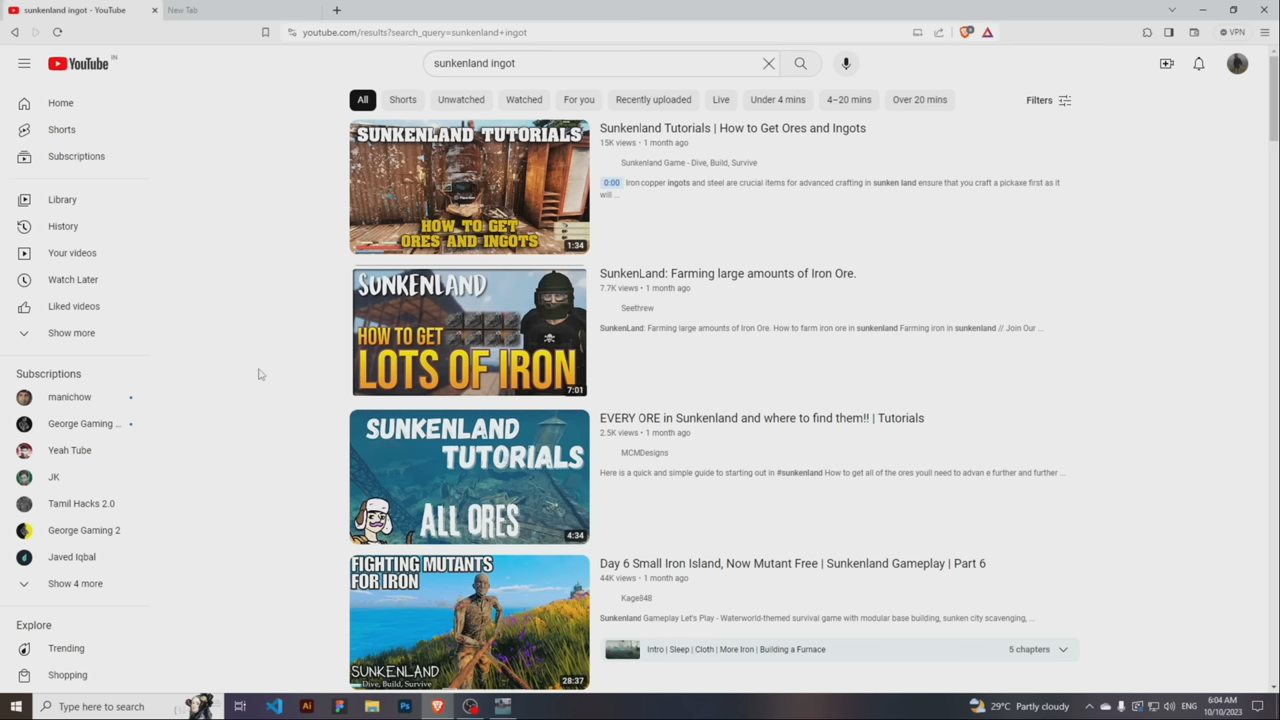 sunkenland ingot - YouTube
New Tab
youtube.com/results?search_query=sunkenland+ingot
VPN
YouTube IN
sunkenland ingot
All
Shorts
Unwatched
Watched
For you
Recently uploaded
Live
Under 4 mins
4–20 mins
Over 20 mins
Filters
Home
Shorts
Subscriptions
Library
History
Your videos
Watch Later
Liked videos
Show more
Subscriptions
manichow
George Gaming ...
Yeah Tube
JK
Tamil Hacks 2.0
George Gaming 2
Javed Iqbal
Show 4 more
Explore
Trending
Shopping
SUNKENLAND TUTORIALS
HOW TO GET
ORES AND INGOTS
1:34
Sunkenland Tutorials | How to Get Ores and Ingots
15K views • 1 month ago
Sunkenland Game - Dive, Build, Survive
0:00 Iron copper ingots and steel are crucial items for advanced crafting in sunken land ensure that you craft a pickaxe first as it
will ...
SUNKENLAND
HOW TO GET
LOTS OF IRON
7:01
SunkenLand: Farming large amounts of Iron Ore.
7.7K views • 1 month ago
Seethrew
SunkenLand: Farming large amounts of Iron Ore. How to farm iron ore in sunkenland Farming iron in sunkenland // Join Our ...
SUNKENLAND
TUTORIALS
ALL ORES
4:34
EVERY ORE in Sunkenland and where to find them!! | Tutorials
2.5K views • 1 month ago
MCMDesigns
Here is a quick and simple guide to starting out in #sunkenland How to get all of the ores youll need to advan e further and further ...
FIGHTING MUTANTS
FOR IRON
SUNKENLAND
Dive, Build, Survive
28:37
Day 6 Small Iron Island, Now Mutant Free | Sunkenland Gameplay | Part 6
44K views • 1 month ago
Kage848
Sunkenland Gameplay Let's Play - Waterworld-themed survival game with modular base building, sunken city scavenging, ...
Intro | Sleep | Cloth | More Iron | Building a Furnace
5 chapters
Type here to search
Ai
Ps
29°C Partly cloudy
ENG
6:04 AM
10/10/2023